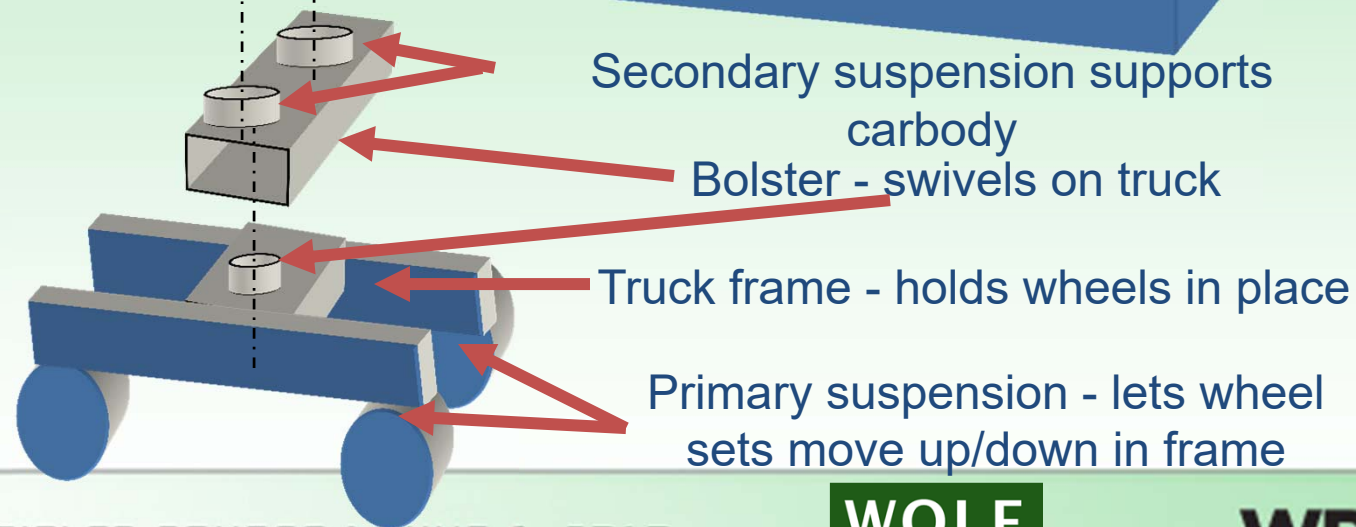 Secondary suspension supports
carbody
Bolster - swivels on truck
Truck frame - holds wheels in place
Primary suspension - lets wheel
sets move up/down in frame
WOLF